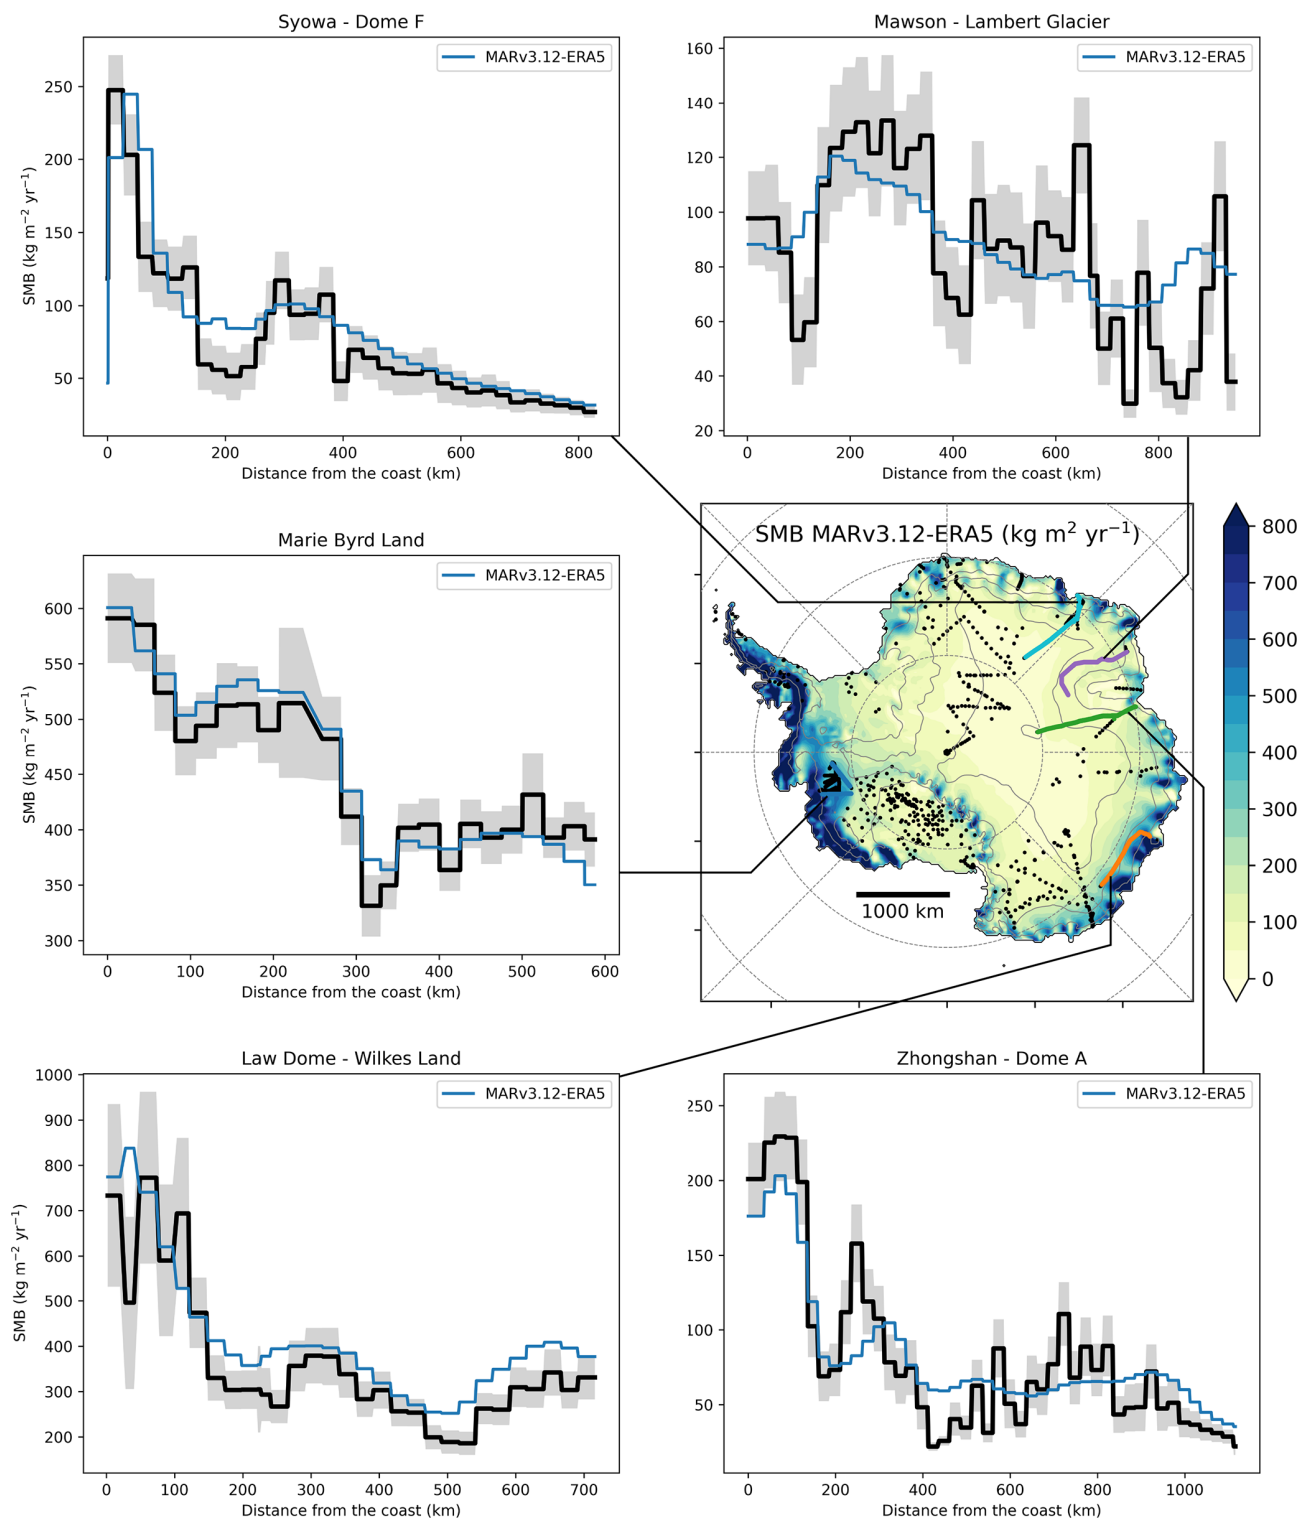 Syowa - Dome F
MARv3.12-ERA5
SMB (kg m⁻² yr⁻¹)
250
200
150
100
50
0 200 400 600 800
Distance from the coast (km)
Mawson - Lambert Glacier
MARv3.12-ERA5
160
140
120
100
80
60
40
20
0 200 400 600 800
Distance from the coast (km)
Marie Byrd Land
MARv3.12-ERA5
SMB (kg m⁻² yr⁻¹)
600
550
500
450
400
350
300
0 100 200 300 400 500 600
Distance from the coast (km)
SMB MARv3.12-ERA5 (kg m² yr⁻¹)
1000 km
800
700
600
500
400
300
200
100
0
Law Dome - Wilkes Land
MARv3.12-ERA5
SMB (kg m⁻² yr⁻¹)
1000
900
800
700
600
500
400
300
200
0 100 200 300 400 500 600 700
Distance from the coast (km)
Zhongshan - Dome A
MARv3.12-ERA5
250
200
150
100
50
0 200 400 600 800 1000
Distance from the coast (km)